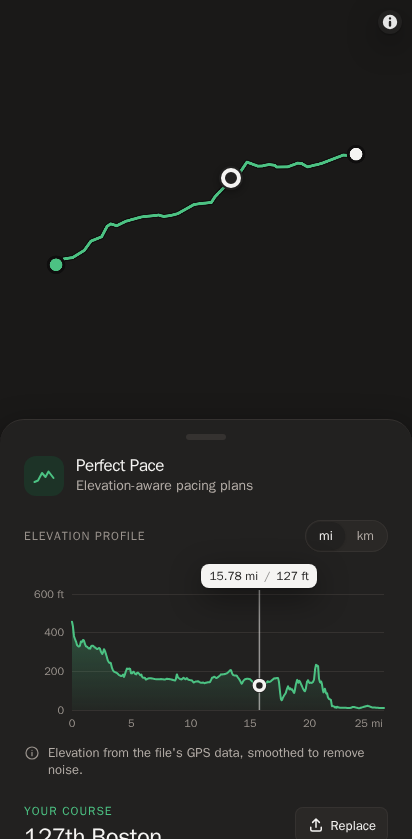 Perfect Pace
Elevation-aware pacing plans
ELEVATION PROFILE
mi
km
15.78 mi / 127 ft
600 ft
400
200
0
0 5 10 15 20 25 mi
Elevation from the file's GPS data, smoothed to remove
noise.
YOUR COURSE
127th Boston
Replace